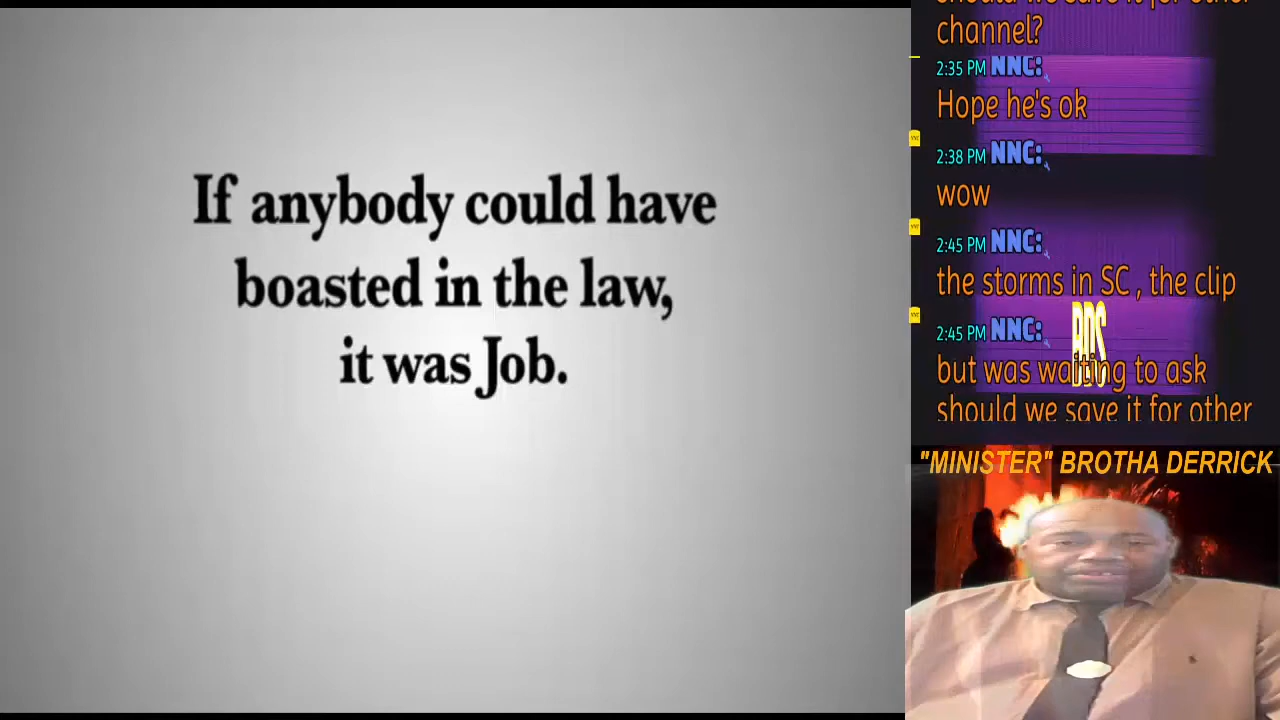 If anybody could have
boasted in the law,
it was Job.
channel?
2:35 PM NNC:
Hope he's ok
2:38 PM NNC:
wow
2:45 PM NNC:
the storms in SC , the clip
2:45 PM NNC:
but was waiting to ask
should we save it for other
"MINISTER" BROTHA DERRICK